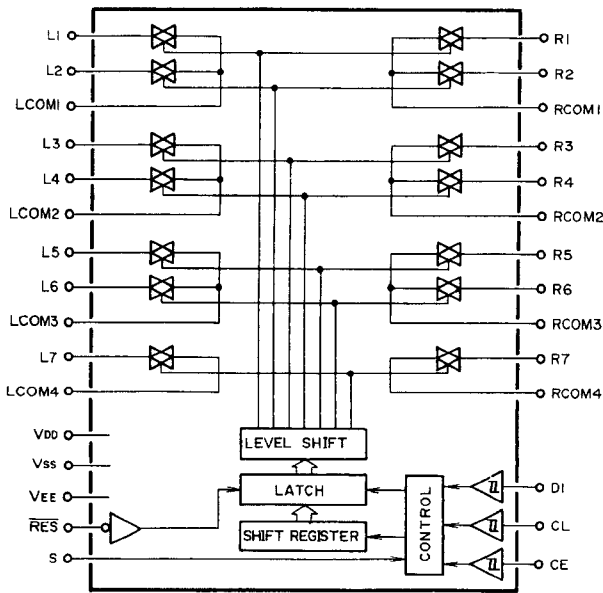 L1 R1
L2 R2
LCOM1 RCOM1
L3 R3
L4 R4
LCOM2 RCOM2
L5 R5
L6 R6
LCOM3 RCOM3
L7 R7
LCOM4 RCOM4
VDD
LEVEL SHIFT
VSS
VEE
LATCH
DI
RES
SHIFT REGISTER
CONTROL
CL
S
CE